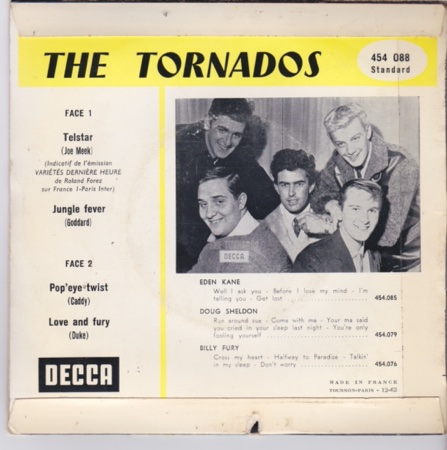 THE TORNADOS
454 088
Standard
FACE 1
Telstar
(Joe Meek)
(Indicatif de l'émission
VARIÉTÉS DERNIÈRE HEURE
de Roland Forez
sur France I-Paris Inter)
Jungle fever
(Goddard)
FACE 2
Pop'eye-twist
(Caddy)
Love and fury
(Duke)
DECCA
DECCA
EDEN KANE
Well I ask you - Before I lose my mind - I'm
telling you - Get lost 454.085
DOUG SHELDON
Run around sue - Come with me - Your me said
you cried in your sleep last night - You're only
fooling yourself 454.079
BILLY FURY
Cross my heart - Halfway to Paradise - Talkin'
in my sleep - Don't worry 454.076
MADE IN FRANCE
TOURNON-PARIS - 12-62